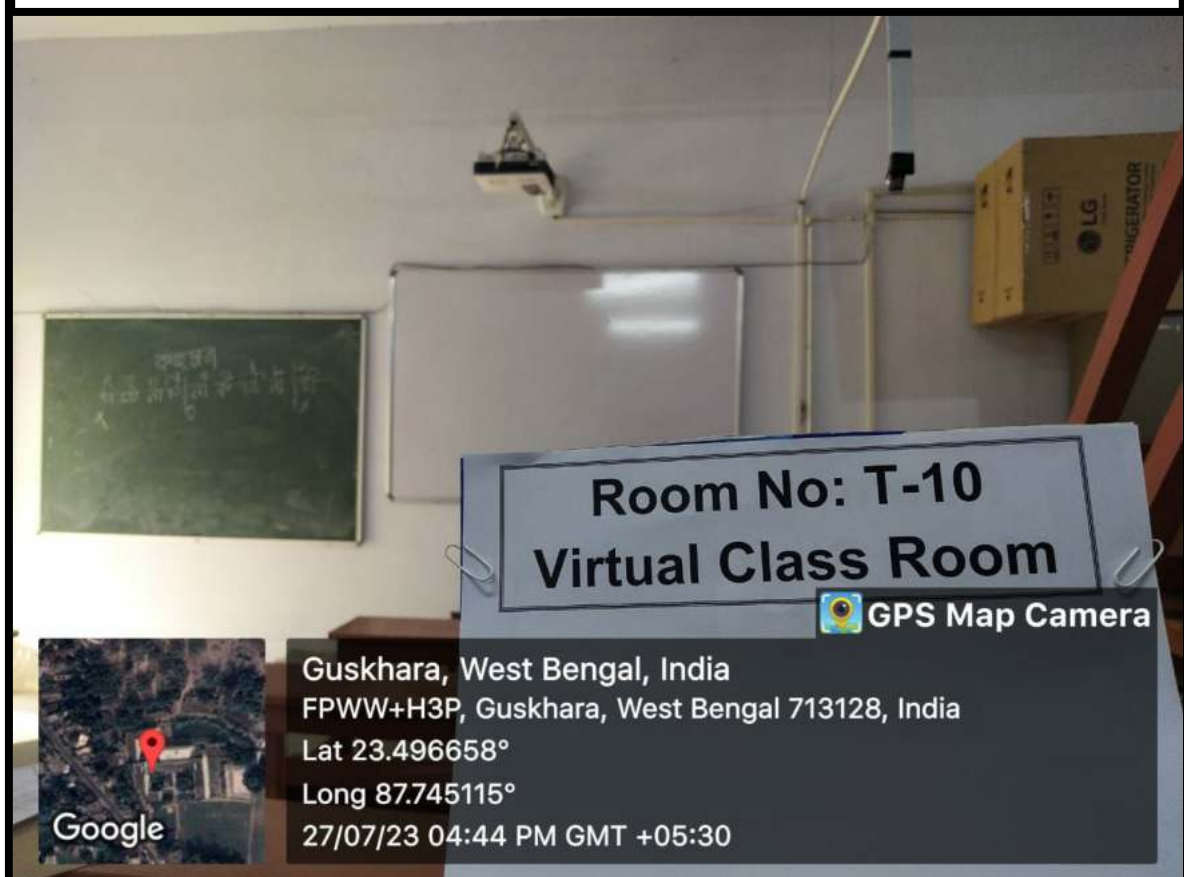 LG
RIGERATOR
Room No: T-10
Virtual Class Room
GPS Map Camera
Guskhara, West Bengal, India
FPWW+H3P, Guskhara, West Bengal 713128, India
Lat 23.496658°
Long 87.745115°
27/07/23 04:44 PM GMT +05:30
Google